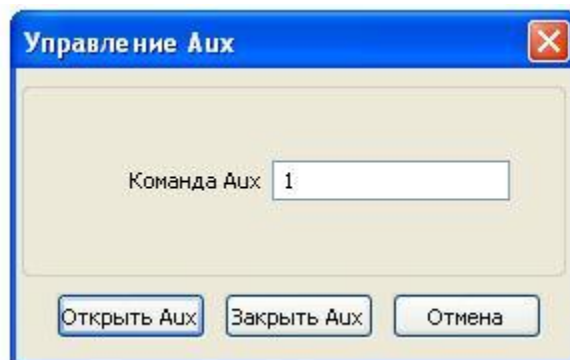 Управление Aux
Команда Aux 1
Открыть Aux Закрыть Aux Отмена